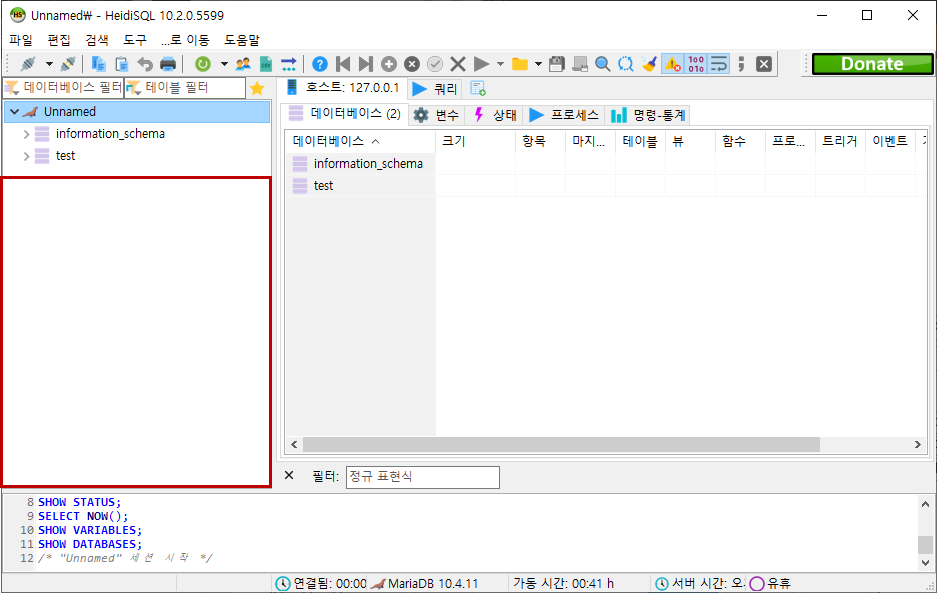 Unnamed₩ - HeidiSQL 10.2.0.5599
파일 편집 검색 도구 ...로 이동 도움말
Donate
데이터베이스 필터 테이블 필터 호스트: 127.0.0.1 쿼리
Unnamed
information_schema
test
데이터베이스 (2) 변수 상태 프로세스 명령-통계
데이터베이스 크기 항목 마지... 테이블 뷰 함수 프로... 트리거 이벤트
information_schema
test
필터: 정규 표현식
8 SHOW STATUS;
9 SELECT NOW();
10 SHOW VARIABLES;
11 SHOW DATABASES;
12 /* "Unnamed" 세션 시작 */
연결됨: 00:00 MariaDB 10.4.11 가동 시간: 00:41 h 서버 시간: 오 유휴